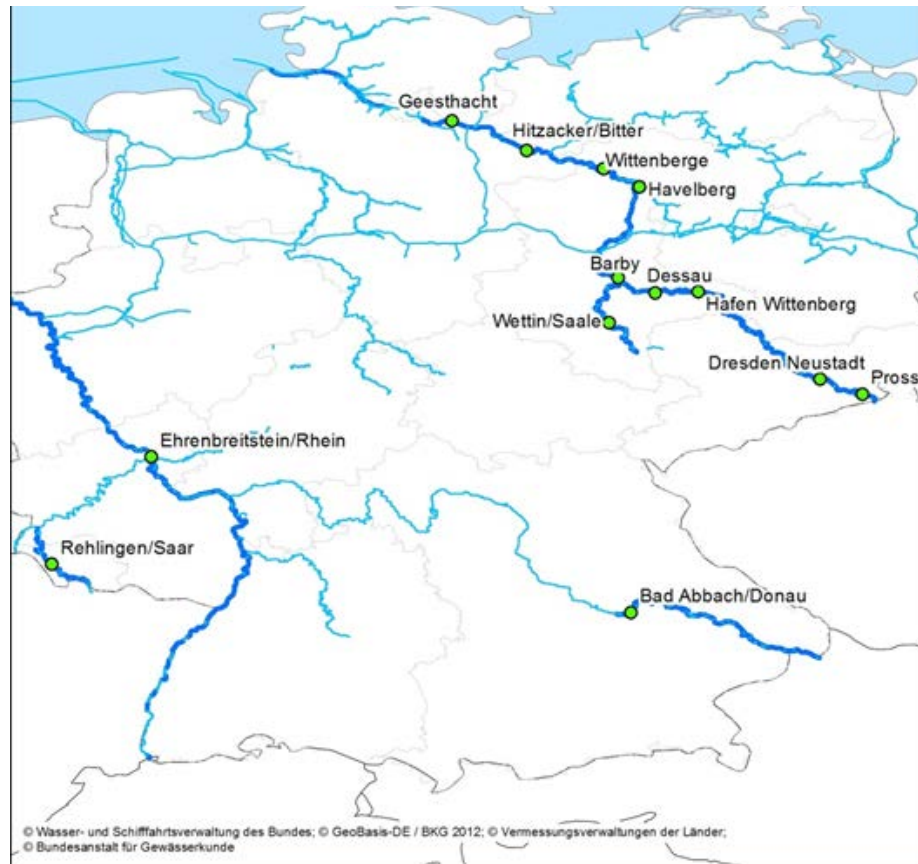 Geesthacht
Hitzacker/Bitter
Wittenberge
Havelberg
Barby
Dessau
Hafen Wittenberg
Wettin/Saale
Dresden Neustadt
Pross
Ehrenbreitstein/Rhein
Rehlingen/Saar
Bad Abbach/Donau
© Wasser- und Schifffahrtsverwaltung des Bundes; © GeoBasis-DE / BKG 2012; © Vermessungsverwaltungen der Länder;
© Bundesanstalt für Gewässerkunde